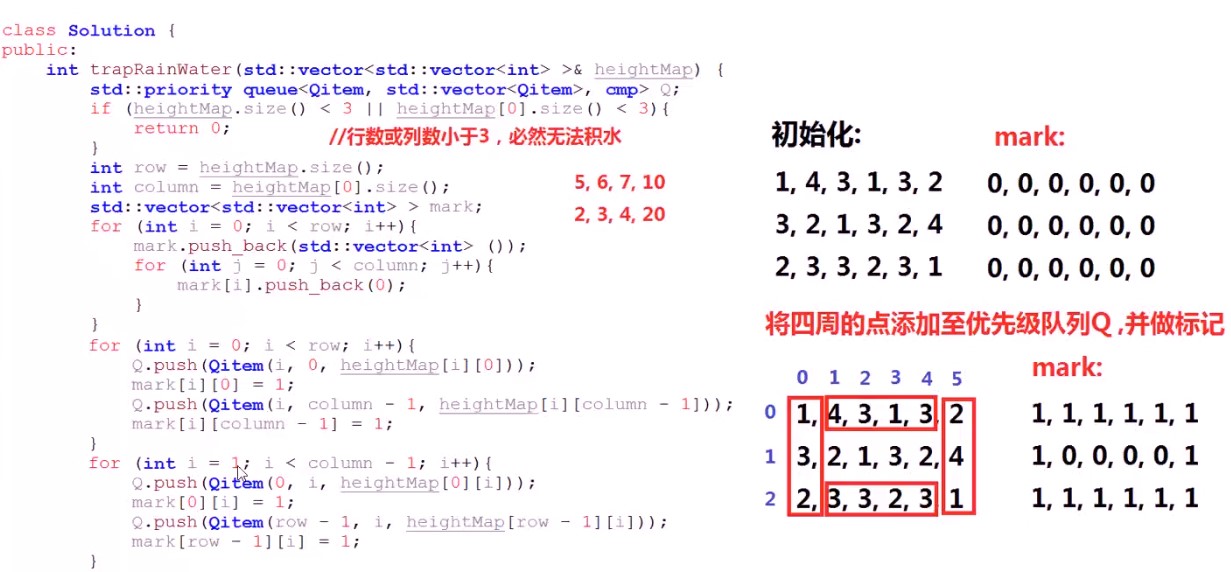 class Solution {
public:
    int trapRainWater(std::vector<std::vector<int> >& heightMap) {
        std::priority queue<Qitem, std::vector<Qitem>, cmp> Q;
        if (heightMap.size() < 3 || heightMap[0].size() < 3){
            return 0;
//行数或列数小于3，必然无法积水
        }
        int row = heightMap.size();
        int column = heightMap[0].size();
        std::vector<std::vector<int> > mark;
        for (int i = 0; i < row; i++){
            mark.push_back(std::vector<int> ());
            for (int j = 0; j < column; j++){
                mark[i].push_back(0);
            }
        }
        for (int i = 0; i < row; i++){
            Q.push(Qitem(i, 0, heightMap[i][0]));
            mark[i][0] = 1;
            Q.push(Qitem(i, column - 1, heightMap[i][column - 1]));
            mark[i][column - 1] = 1;
        }
        for (int i = 1; i < column - 1; i++){
            Q.push(Qitem(0, i, heightMap[0][i]));
            mark[0][i] = 1;
            Q.push(Qitem(row - 1, i, heightMap[row - 1][i]));
            mark[row - 1][i] = 1;
        }
5, 6, 7, 10
2, 3, 4, 20
初始化:
1, 4, 3, 1, 3, 2
3, 2, 1, 3, 2, 4
2, 3, 3, 2, 3, 1
mark:
0, 0, 0, 0, 0, 0
0, 0, 0, 0, 0, 0
0, 0, 0, 0, 0, 0
将四周的点添加至优先级队列Q ,并做标记
0 1 2 3 4 5
0 1, 4, 3, 1, 3, 2
1 3, 2, 1, 3, 2, 4
2 2, 3, 3, 2, 3 1
mark:
1, 1, 1, 1, 1, 1
1, 0, 0, 0, 0, 1
1, 1, 1, 1, 1, 1